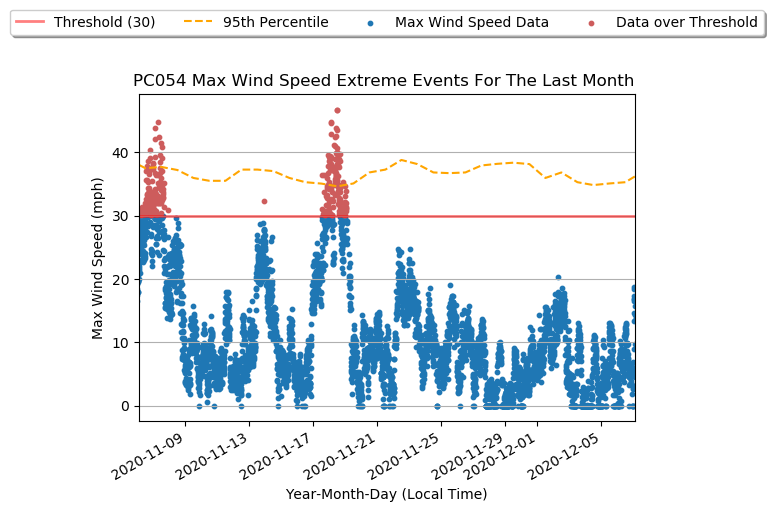 Threshold (30) 95th Percentile Max Wind Speed Data Data over Threshold
PC054 Max Wind Speed Extreme Events For The Last Month
Max Wind Speed (mph)
40
30
20
10
0
2020-11-09 2020-11-13 2020-11-17 2020-11-21 2020-11-25 2020-11-29 2020-12-01 2020-12-05
Year-Month-Day (Local Time)